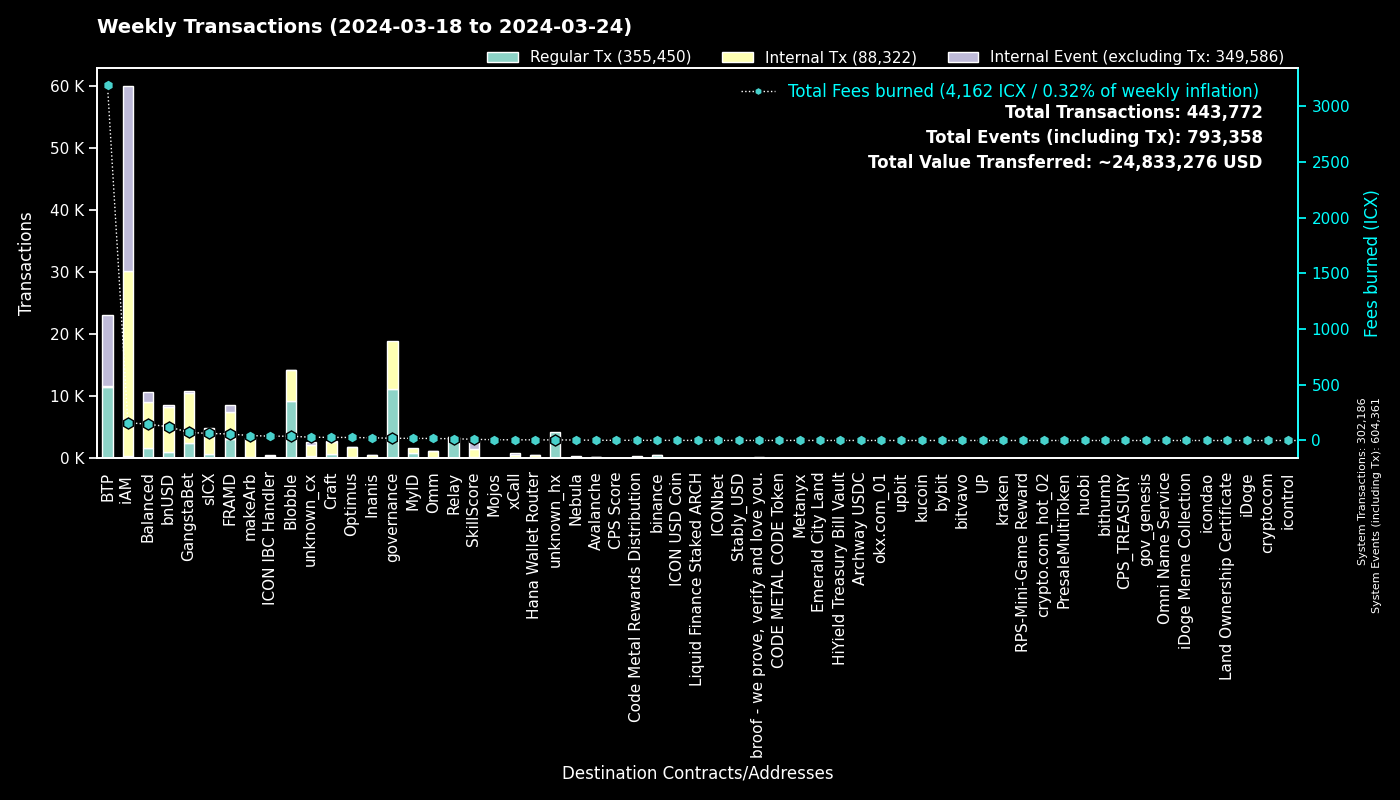 Weekly Transactions (2024-03-18 to 2024-03-24)
Regular Tx (355,450)
Internal Tx (88,322)
Internal Event (excluding Tx: 349,586)
Total Fees burned (4,162 ICX / 0.32% of weekly inflation)
Total Transactions: 443,772
Total Events (including Tx): 793,358
Total Value Transferred: ~24,833,276 USD
Transactions
60 K
50 K
40 K
30 K
20 K
10 K
0 K
3000
2500
2000
1500
1000
500
0
Fees burned (ICX)
System Transactions: 302,186
System Events (including Tx): 604,361
BTP
iAM
Balanced
bnUSD
GangstaBet
sICX
FRAMD
makeArb
ICON IBC Handler
Blobble
unknown_cx
Craft
Optimus
Inanis
governance
MyID
Omm
Relay
SkillScore
Mojos
xCall
Hana Wallet Router
unknown_hx
Nebula
Avalanche
CPS Score
Code Metal Rewards Distribution
binance
ICON USD Coin
Liquid Finance Staked ARCH
ICONbet
Stably_USD
broof - we prove, verify and love you.
CODE METAL CODE Token
Metanyx
Emerald City Land
HiYield Treasury Bill Vault
Archway USDC
okx.com_01
upbit
kucoin
bybit
bitvavo
UP
kraken
RPS-Mini-Game Reward
crypto.com_hot_02
PresaleMultiToken
huobi
bithumb
CPS_TREASURY
gov_genesis
Omni Name Service
iDoge Meme Collection
icondao
Land Ownership Certificate
iDoge
cryptocom
icontrol
Destination Contracts/Addresses